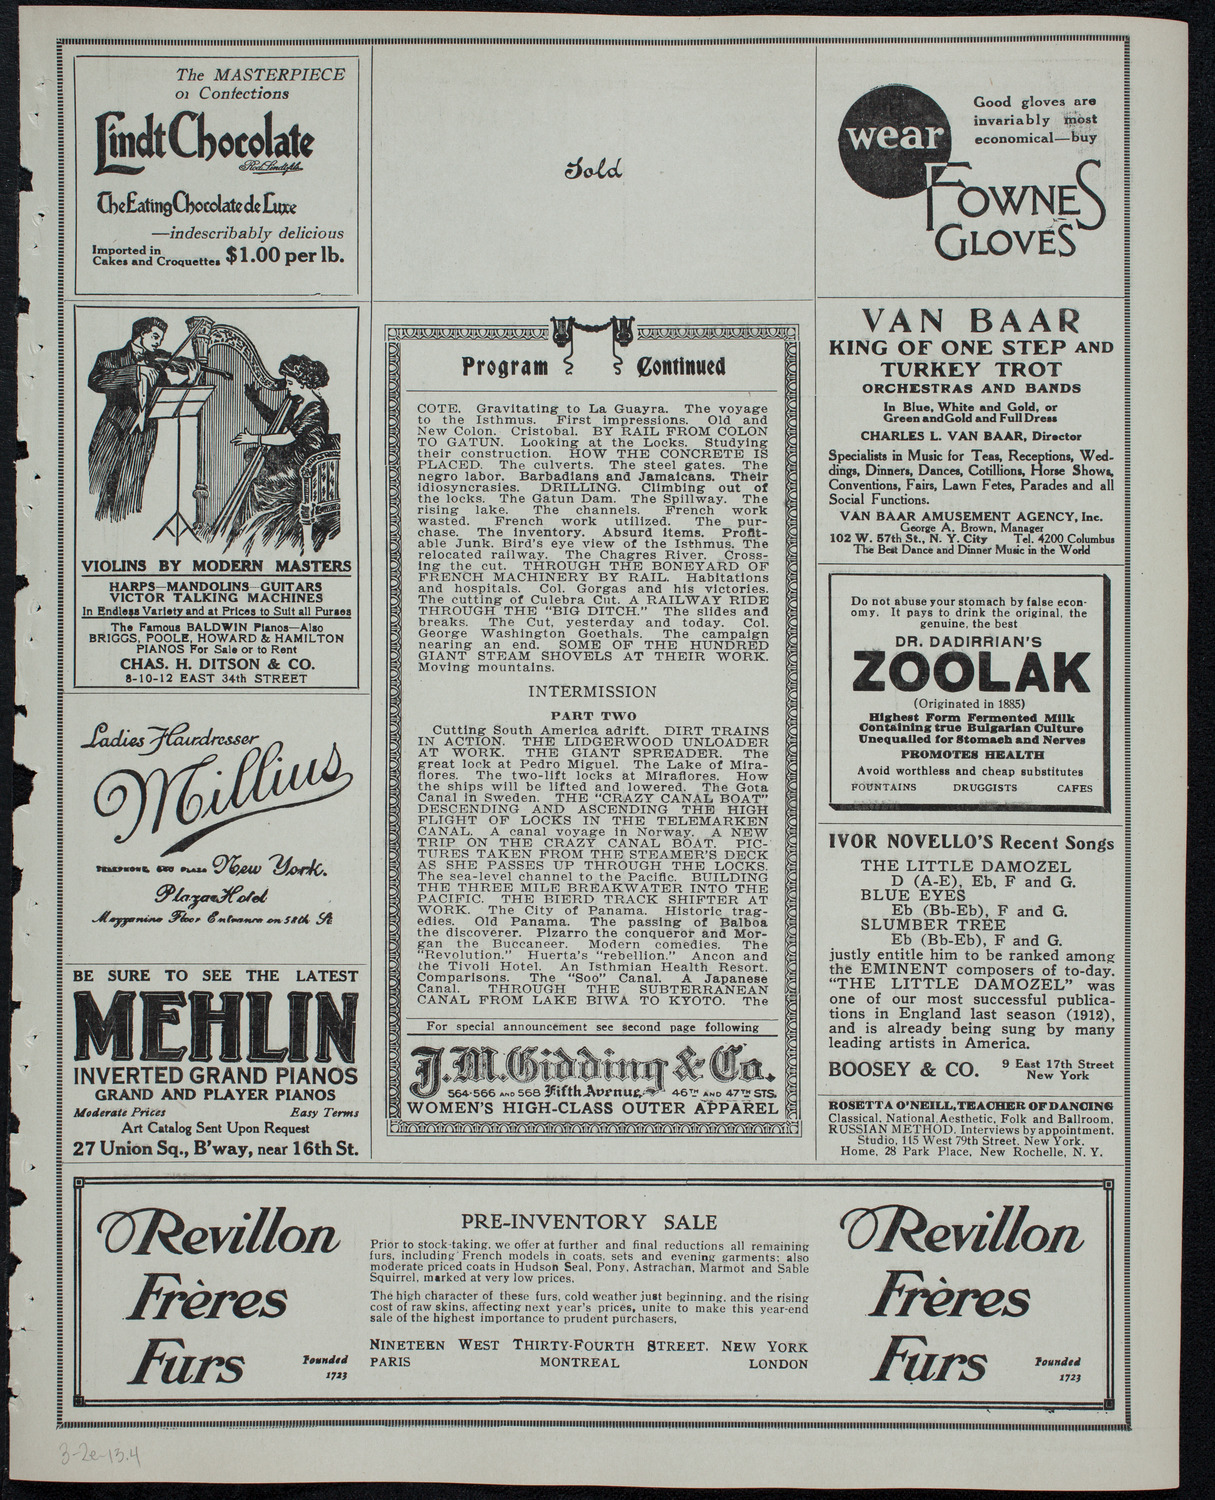 The MASTERPIECE
of Confections
Lindt Chocolate
Rod. Lindt fils
The Eating Chocolate de Luxe
—indescribably delicious
Imported in
Cakes and Croquettes $1.00 per lb.
VIOLINS BY MODERN MASTERS
HARPS—MANDOLINS—GUITARS
VICTOR TALKING MACHINES
In Endless Variety and at Prices to Suit all Purses
The Famous BALDWIN Pianos—Also
BRIGGS, POOLE, HOWARD & HAMILTON
PIANOS For Sale or to Rent
CHAS. H. DITSON & CO.
8-10-12 EAST 34th STREET
Ladies Hairdresser
Millius
TELEPHONE, PLAZA New York.
Plaza Hotel
Mezzanine Floor Entrance on 58th St
BE SURE TO SEE THE LATEST
MEHLIN
INVERTED GRAND PIANOS
GRAND AND PLAYER PIANOS
Moderate Prices Easy Terms
Art Catalog Sent Upon Request
27 Union Sq., B'way, near 16th St.
Sold
Program Continued
COTE. Gravitating to La Guayra. The voyage
to the Isthmus. First impressions. Old and
New Colon. Cristobal. BY RAIL FROM COLON
TO GATUN. Looking at the Locks. Studying
their construction. HOW THE CONCRETE IS
PLACED. The culverts. The steel gates. The
negro labor. Barbadians and Jamaicans. Their
idiosyncrasies. DRILLING. Climbing out of
the locks. The Gatun Dam. The Spillway. The
rising lake. The channels. French work
wasted. French work utilized. The pur-
chase. The inventory. Absurd items. Profit-
able Junk. Bird's eye view of the Isthmus. The
relocated railway. The Chagres River. Cross-
ing the cut. THROUGH THE BONEYARD OF
FRENCH MACHINERY BY RAIL. Habitations
and hospitals. Col. Gorgas and his victories.
The cutting of Culebra Cut. A RAILWAY RIDE
THROUGH THE "BIG DITCH." The slides and
breaks. The Cut, yesterday and today. Col.
George Washington Goethals. The campaign
nearing an end. SOME OF THE HUNDRED
GIANT STEAM SHOVELS AT THEIR WORK.
Moving mountains.
INTERMISSION
PART TWO
Cutting South America adrift. DIRT TRAINS
IN ACTION. THE LIDGERWOOD UNLOADER
AT WORK. THE GIANT SPREADER. The
great lock at Pedro Miguel. The Lake of Mira-
flores. The two-lift locks at Miraflores. How
the ships will be lifted and lowered. The Gota
Canal in Sweden. THE "CRAZY CANAL BOAT"
DESCENDING AND ASCENDING THE HIGH
FLIGHT OF LOCKS IN THE TELEMARKEN
CANAL. A canal voyage in Norway. A NEW
TRIP ON THE CRAZY CANAL BOAT. PIC-
TURES TAKEN FROM THE STEAMER'S DECK
AS SHE PASSES UP THROUGH THE LOCKS.
The sea-level channel to the Pacific. BUILDING
THE THREE MILE BREAKWATER INTO THE
PACIFIC. THE BIERD TRACK SHIFTER AT
WORK. The City of Panama. Historic trag-
edies. Old Panama. The passing of Balboa
the discoverer. Pizarro the conqueror and Mor-
gan the Buccaneer. Modern comedies. The
"Revolution." Huerta's "rebellion." Ancon and
the Tivoli Hotel. An Isthmian Health Resort.
Comparisons. The "Soo" Canal. A Japanese
Canal. THROUGH THE SUBTERRANEAN
CANAL FROM LAKE BIWA TO KYOTO. The
For special announcement see second page following
J. M. Gidding & Co.
564-566 AND 568 Fifth Avenue, 46TH AND 47TH STS.
WOMEN'S HIGH-CLASS OUTER APPAREL
wear
Good gloves are
invariably most
economical—buy
FOWNES
GLOVES
VAN BAAR
KING OF ONE STEP AND
TURKEY TROT
ORCHESTRAS AND BANDS
In Blue, White and Gold, or
Green and Gold and Full Dress
CHARLES L. VAN BAAR, Director
Specialists in Music for Teas, Receptions, Wed-
dings, Dinners, Dances, Cotillions, Horse Shows,
Conventions, Fairs, Lawn Fetes, Parades and all
Social Functions.
VAN BAAR AMUSEMENT AGENCY, Inc.
George A. Brown, Manager
102 W. 57th St., N. Y. City Tel. 4200 Columbus
The Best Dance and Dinner Music in the World
Do not abuse your stomach by false econ-
omy. It pays to drink the original, the
genuine, the best
DR. DADIRRIAN'S
ZOOLAK
(Originated in 1885)
Highest Form Fermented Milk
Containing true Bulgarian Culture
Unequalled for Stomach and Nerves
PROMOTES HEALTH
Avoid worthless and cheap substitutes
FOUNTAINS DRUGGISTS CAFES
IVOR NOVELLO'S Recent Songs
THE LITTLE DAMOZEL
D (A-E), Eb, F and G.
BLUE EYES
Eb (Bb-Eb), F and G.
SLUMBER TREE
Eb (Bb-Eb), F and G.
justly entitle him to be ranked among
the EMINENT composers of to-day.
"THE LITTLE DAMOZEL" was
one of our most successful publica-
tions in England last season (1912),
and is already being sung by many
leading artists in America.
BOOSEY & CO. 9 East 17th Street
New York
ROSETTA O'NEILL, TEACHER OF DANCING
Classical, National, Aesthetic, Folk and Ballroom,
RUSSIAN METHOD. Interviews by appointment.
Studio, 115 West 79th Street, New York.
Home, 28 Park Place, New Rochelle, N. Y.
Revillon
Frères
Furs
Founded
1723
PRE-INVENTORY SALE
Prior to stock-taking, we offer at further and final reductions all remaining
furs, including French models in coats, sets and evening garments; also
moderate priced coats in Hudson Seal, Pony, Astrachan, Marmot and Sable
Squirrel, marked at very low prices.
The high character of these furs, cold weather just beginning, and the rising
cost of raw skins, affecting next year's prices, unite to make this year-end
sale of the highest importance to prudent purchasers.
NINETEEN WEST THIRTY-FOURTH STREET, NEW YORK
PARIS MONTREAL LONDON
Revillon
Frères
Furs
Founded
1723
3-2e-13.4